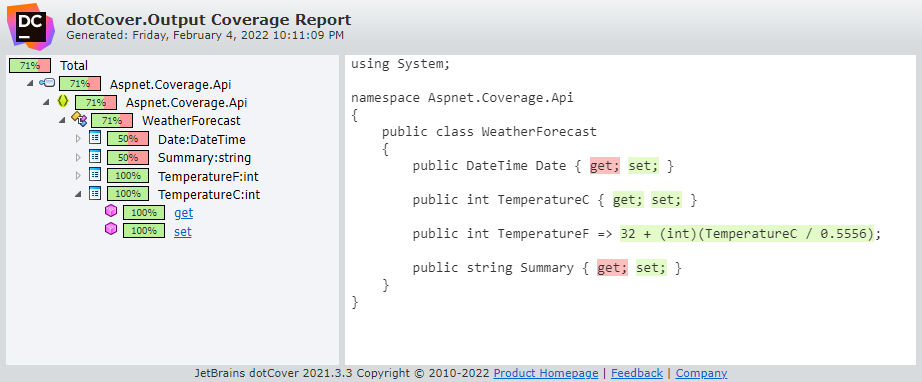 DC
dotCover.Output Coverage Report
Generated: Friday, February 4, 2022 10:11:09 PM
71% Total
71% Aspnet.Coverage.Api
71% Aspnet.Coverage.Api
71% WeatherForecast
50% Date:DateTime
50% Summary:string
100% TemperatureF:int
100% TemperatureC:int
100% get
100% set
using System;
namespace Aspnet.Coverage.Api
{
public class WeatherForecast
{
public DateTime Date { get; set; }
public int TemperatureC { get; set; }
public int TemperatureF => 32 + (int)(TemperatureC / 0.5556);
public string Summary { get; set; }
}
}
JetBrains dotCover 2021.3.3 Copyright © 2010-2022 Product Homepage | Feedback | Company